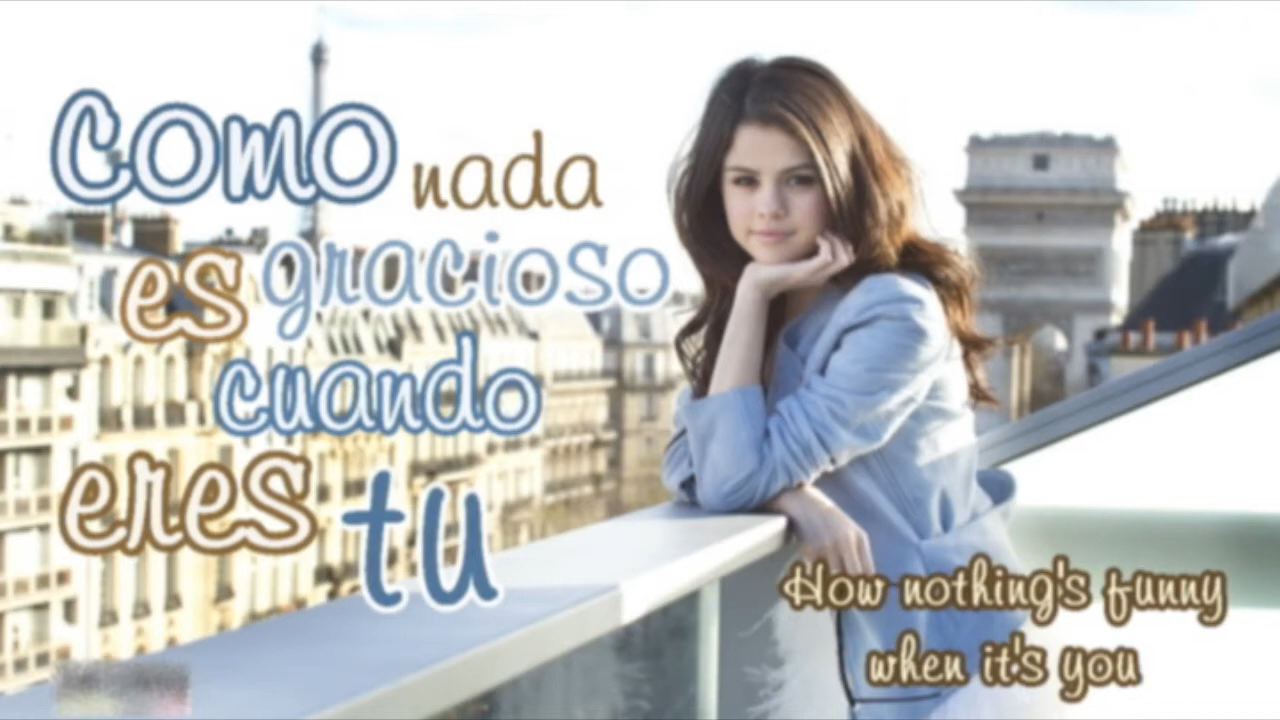 Como nada
es gracioso
cuando
eres tu
How nothing's funny
when it's you